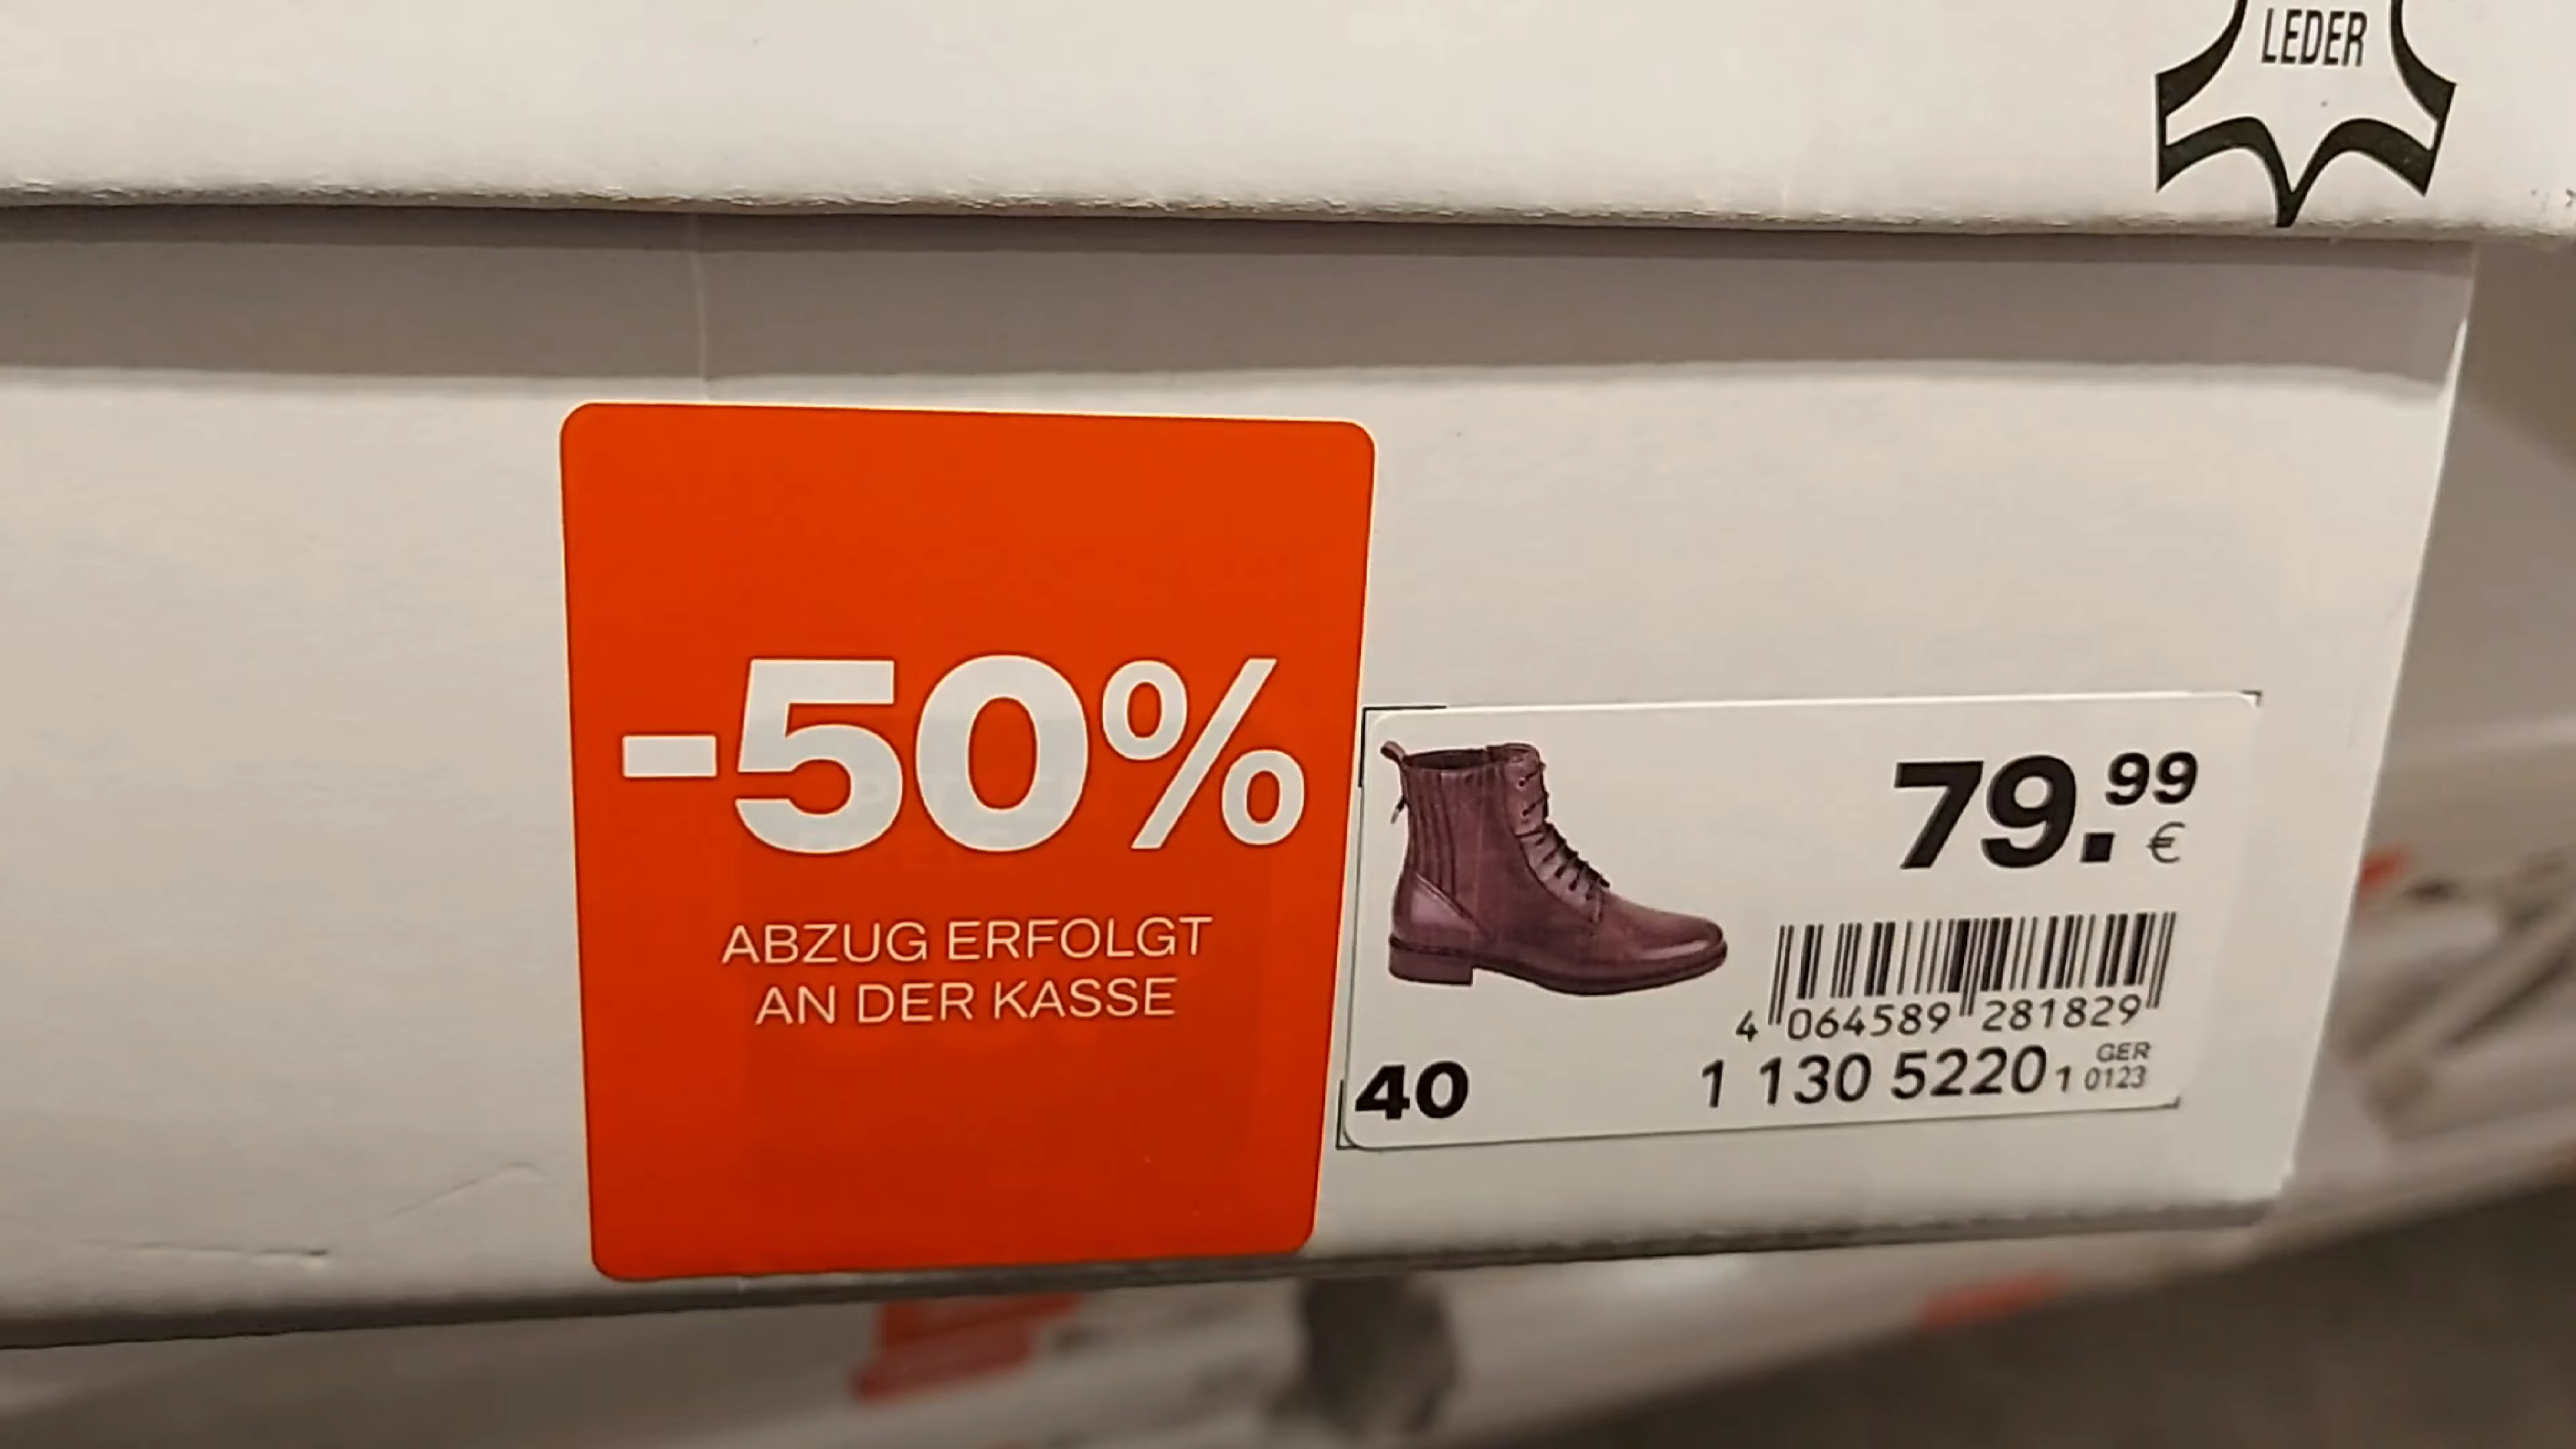 LEDER
-50%
ABZUG ERFOLGT
AN DER KASSE
79.99 €
4 064589 281829
40
1 130 5220 1 GER 0123